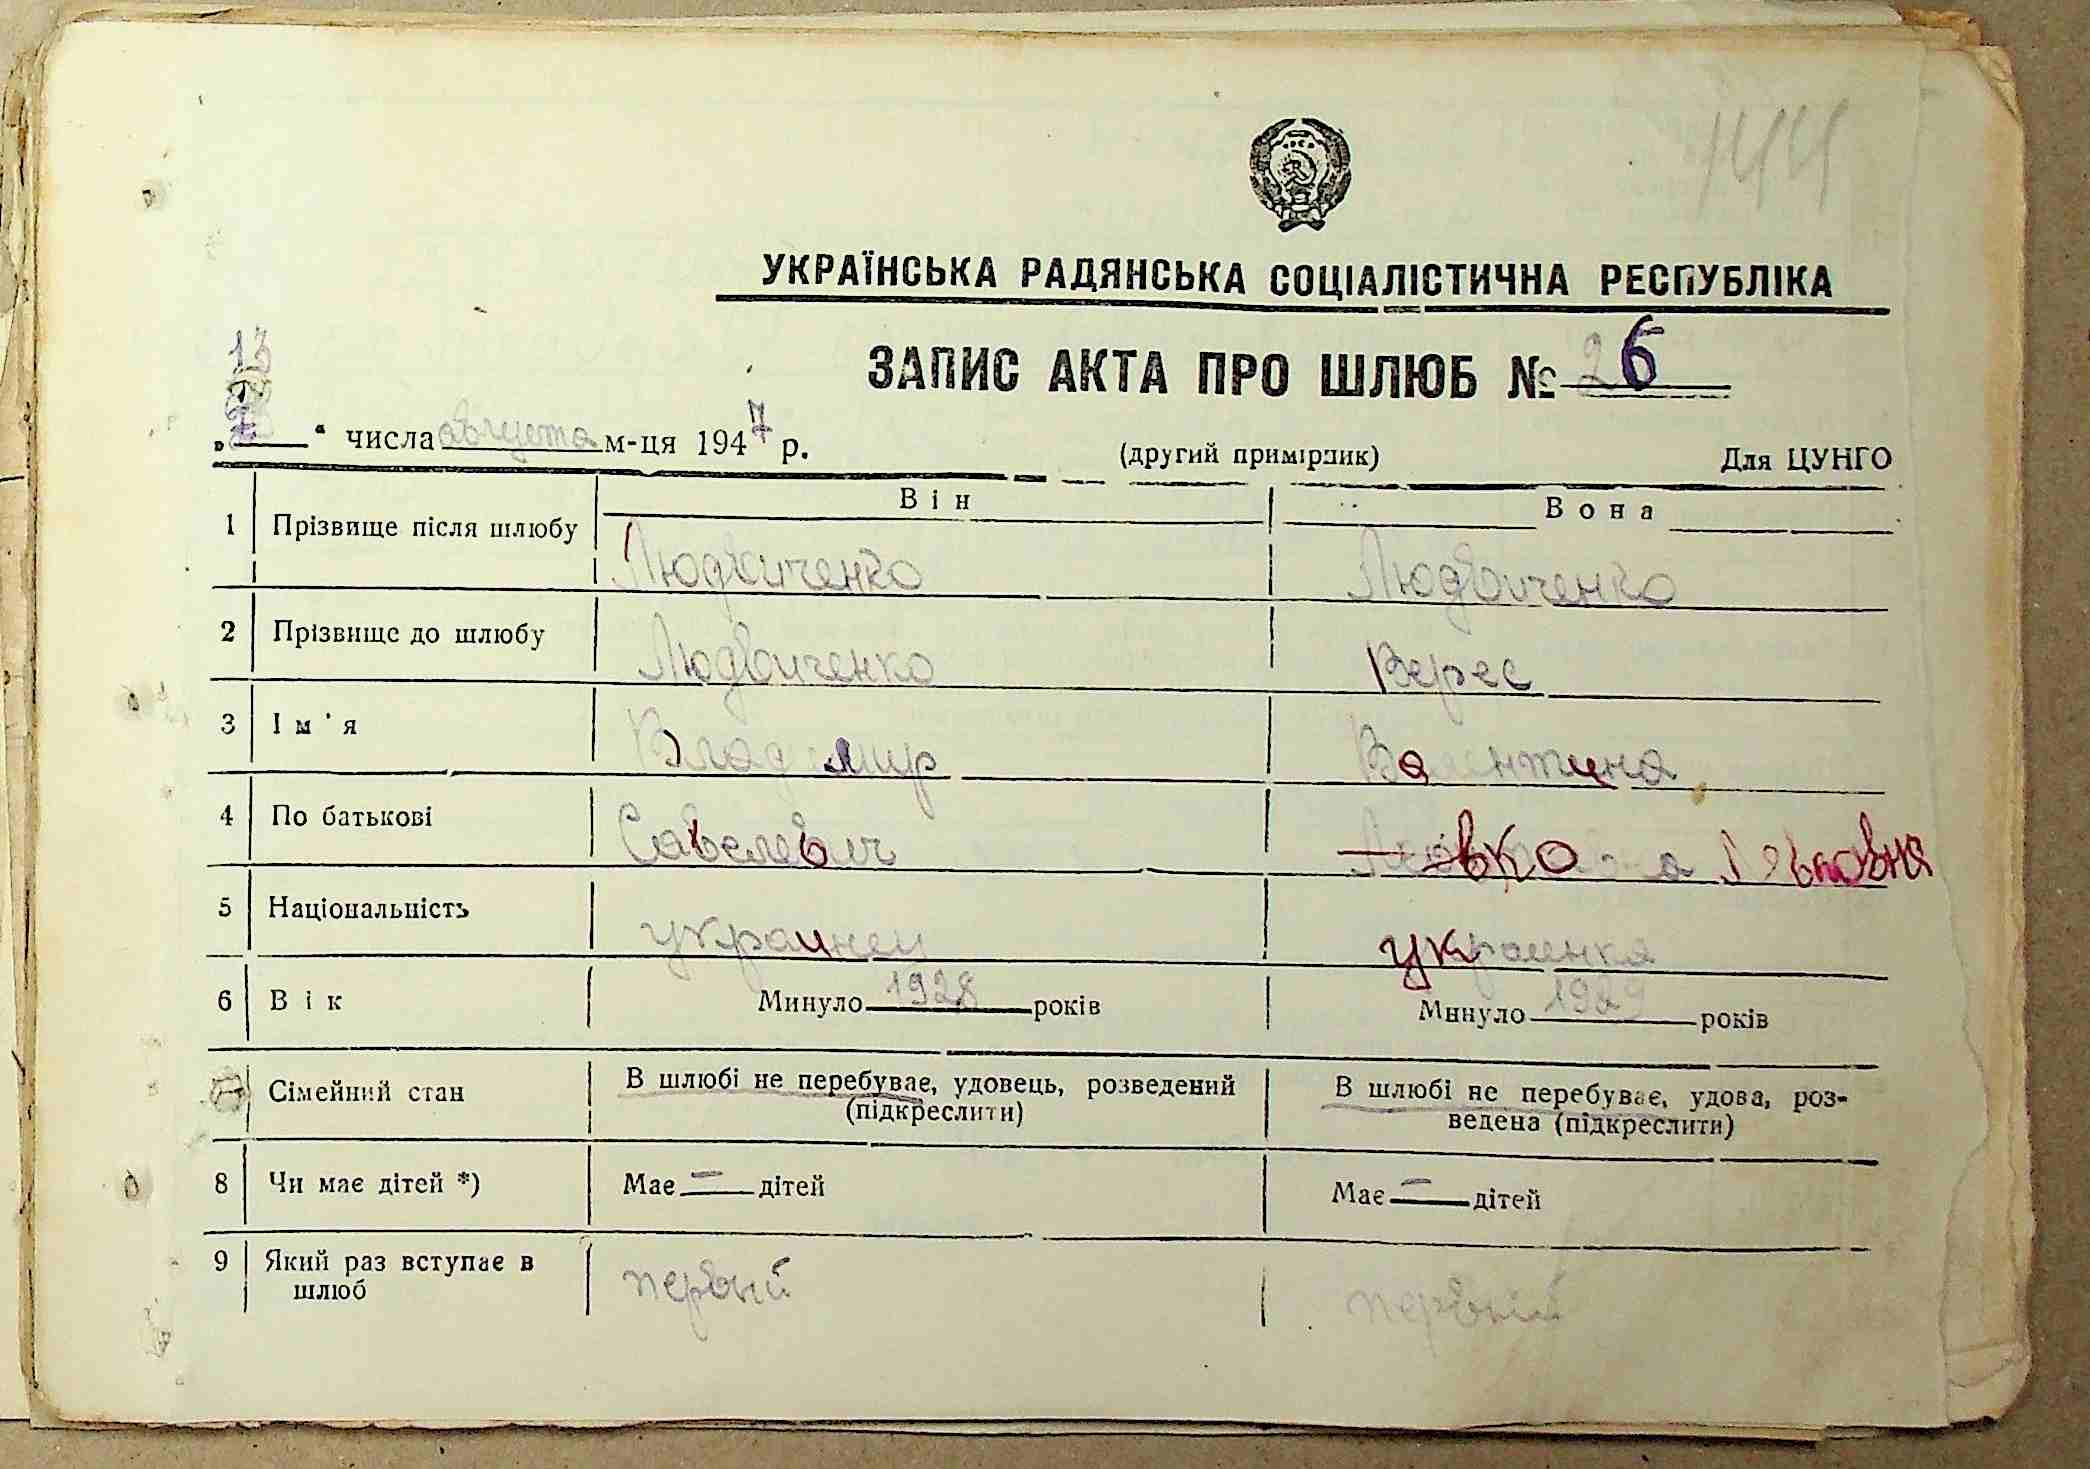 144
УКРАЇНСЬКА РАДЯНСЬКА СОЦІАЛІСТИЧНА РЕСПУБЛІКА
ЗАПИС АКТА ПРО ШЛЮБ № 26
13
„ “ числа августа м-ця 1947 р. (другий примірник) Для ЦУНГО
Він Вона
1 Прізвище після шлюбу Людвиченко Людвиченко
2 Прізвище до шлюбу Людвиченко Верес
3 Ім'я Владимир Валентина
4 По батькові Савелевич
5 Національність украинец украинка
6 Вік Минуло 1928 років Минуло 1929 років
7 Сімейний стан В шлюбі не перебуває, удовець, розведений (підкреслити) В шлюбі не перебуває, удова, розведена (підкреслити)
8 Чи має дітей *) Має — дітей Має — дітей
9 Який раз вступає в шлюб первый первый